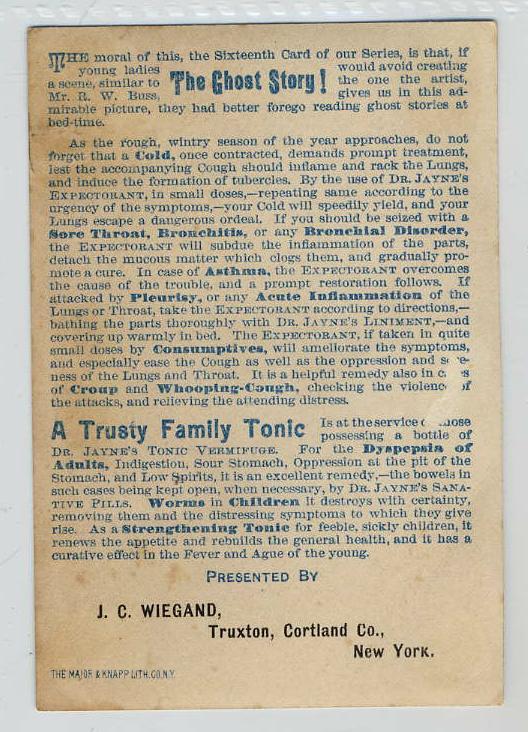 THE moral of this, the Sixteenth Card of our Series, is that, if
young ladies would avoid creating
a scene, similar to The Ghost Story! the one the artist,
Mr. R. W. Buss, gives us in this ad-
mirable picture, they had better forego reading ghost stories at
bed-time.
As the rough, wintry season of the year approaches, do not
forget that a Cold, once contracted, demands prompt treatment,
lest the accompanying Cough should inflame and rack the Lungs,
and induce the formation of tubercles. By the use of DR. JAYNE'S
EXPECTORANT, in small doses,—repeating same according to the
urgency of the symptoms,—your Cold will speedily yield, and your
Lungs escape a dangerous ordeal. If you should be seized with a
Sore Throat, Bronchitis, or any Bronchial Disorder,
the EXPECTORANT will subdue the inflammation of the parts,
detach the mucous matter which clogs them, and gradually pro-
mote a cure. In case of Asthma, the EXPECTORANT overcomes
the cause of the trouble, and a prompt restoration follows. If
attacked by Pleurisy, or any Acute Inflammation of the
Lungs or Throat, take the EXPECTORANT according to directions,—
bathing the parts thoroughly with DR. JAYNE'S LINIMENT,—and
covering up warmly in bed. The EXPECTORANT, if taken in quite
small doses by Consumptives, will ameliorate the symptoms,
and especially ease the Cough as well as the oppression and
ness of the Lungs and Throat. It is a helpful remedy also in
of Croup and Whooping-Cough, checking the violence of
the attacks, and relieving the attending distress.
A Trusty Family Tonic Is at the service
possessing a bottle of
DR. JAYNE'S TONIC VERMIFUGE. For the Dyspepsia of
Adults, Indigestion, Sour Stomach, Oppression at the pit of the
Stomach, and Low Spirits, it is an excellent remedy,—the bowels in
such cases being kept open, when necessary, by DR. JAYNE'S SANA-
TIVE PILLS. Worms in Children it destroys with certainty,
removing them and the distressing symptoms to which they give
rise. As a Strengthening Tonic for feeble, sickly children, it
renews the appetite and rebuilds the general health, and it has a
curative effect in the Fever and Ague of the young.
PRESENTED BY
J. C. WIEGAND,
Truxton, Cortland Co.,
New York.
THE MAJOR & KNAPP LITH. CO. N.Y.